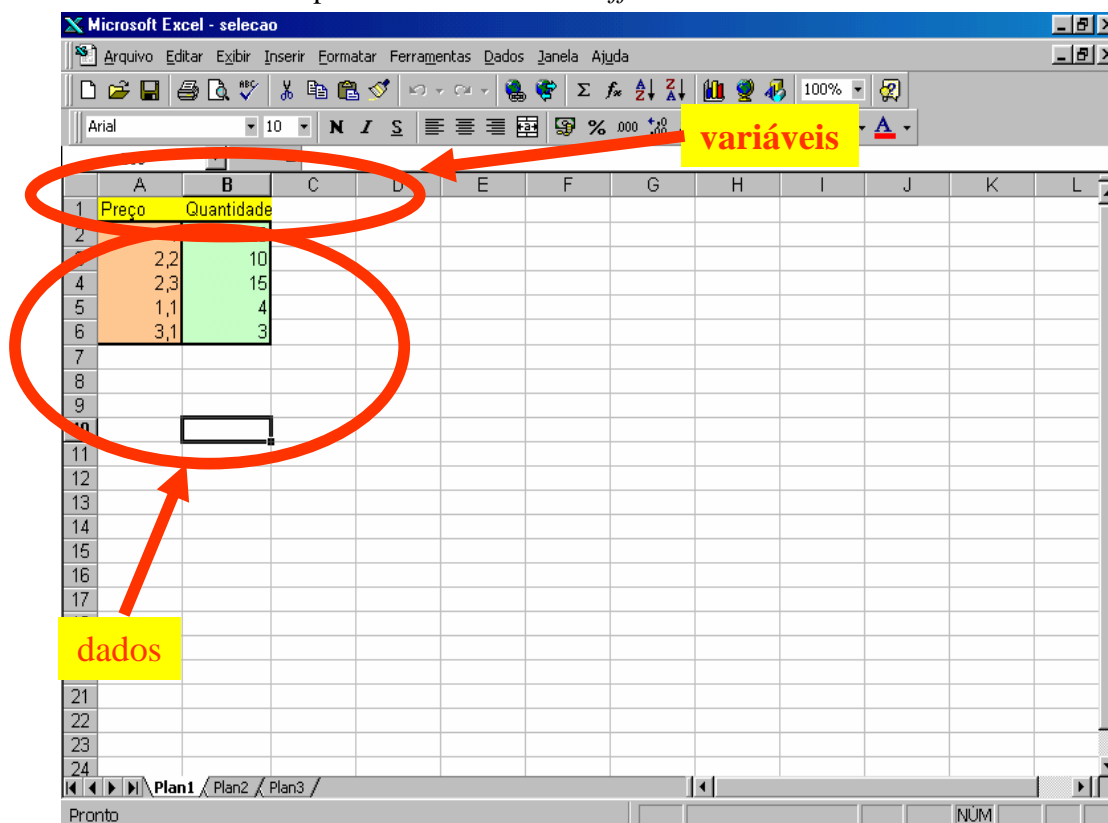 Microsoft Excel - selecao
Arquivo Editar Exibir Inserir Formatar Ferramentas Dados Janela Ajuda
100%
Arial 10 N I S % 000
variáveis
A B C D E F G H I J K L
1 Preço Quantidade
2
3 2,2 10
4 2,3 15
5 1,1 4
6 3,1 3
7
8
9
10
11
12
13
14
15
16
17
dados
21
22
23
24
Plan1 Plan2 Plan3
Pronto NÚM